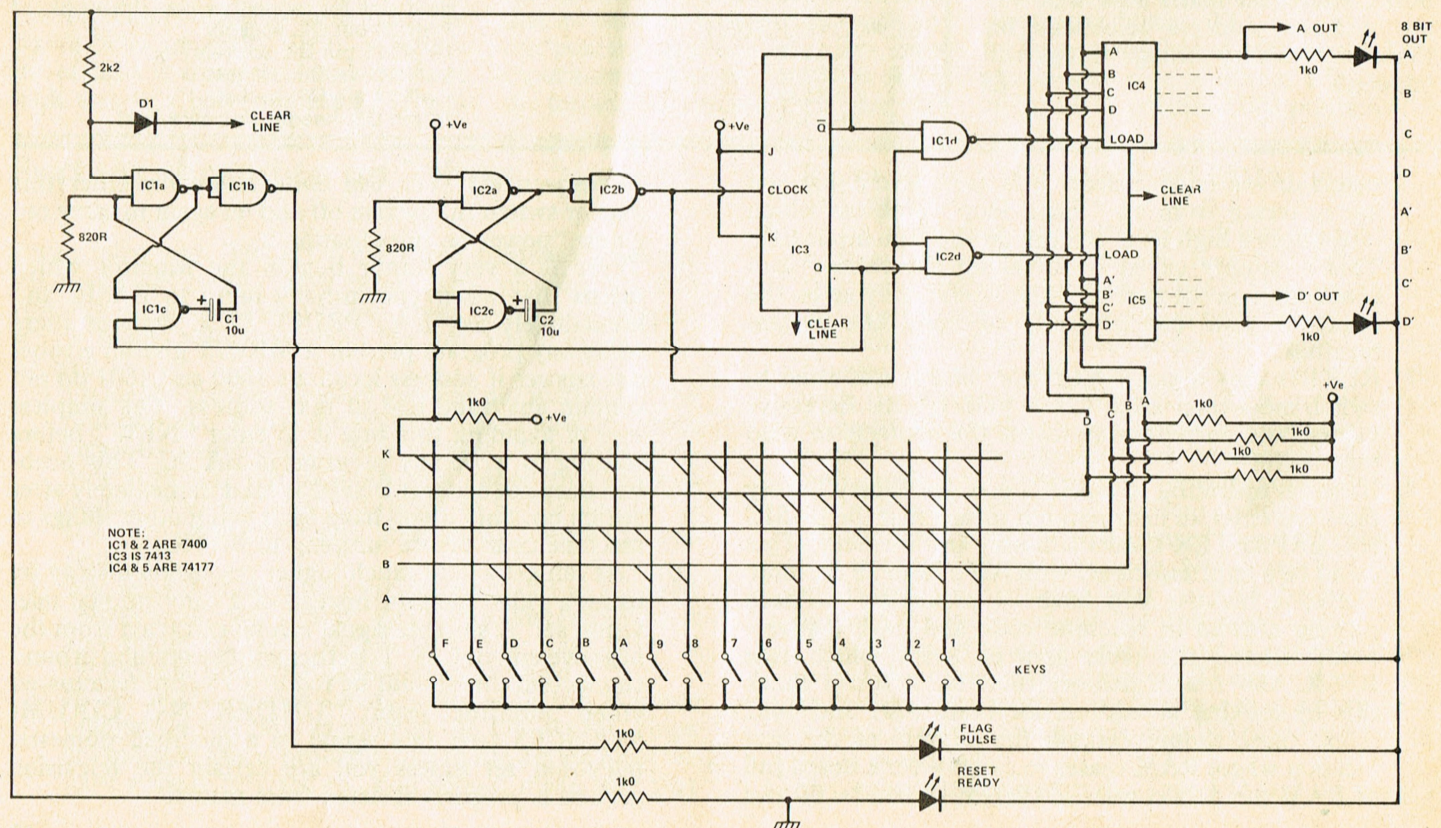 2k2
D1
CLEAR
LINE
IC1a
IC1b
820R
IC1c
+
C1
10u
+Ve
IC2a
IC2b
820R
IC2c
+
C2
10u
+Ve
J
CLOCK
K
Q
IC3
Q
CLEAR
LINE
IC1d
IC2d
A
B
C
D
IC4
LOAD
CLEAR
LINE
LOAD
A'
B'
C'
D'
IC5
A OUT
1k0
D' OUT
1k0
8 BIT
OUT
A
B
C
D
A'
B'
C'
D'
1k0
+Ve
K
D
C
B
A
D
C
B
A
+Ve
1k0
1k0
1k0
1k0
NOTE:
IC1 & 2 ARE 7400
IC3 IS 7413
IC4 & 5 ARE 74177
F E D C B A 9 8 7 6 5 4 3 2 1
KEYS
1k0
FLAG
PULSE
1k0
RESET
READY